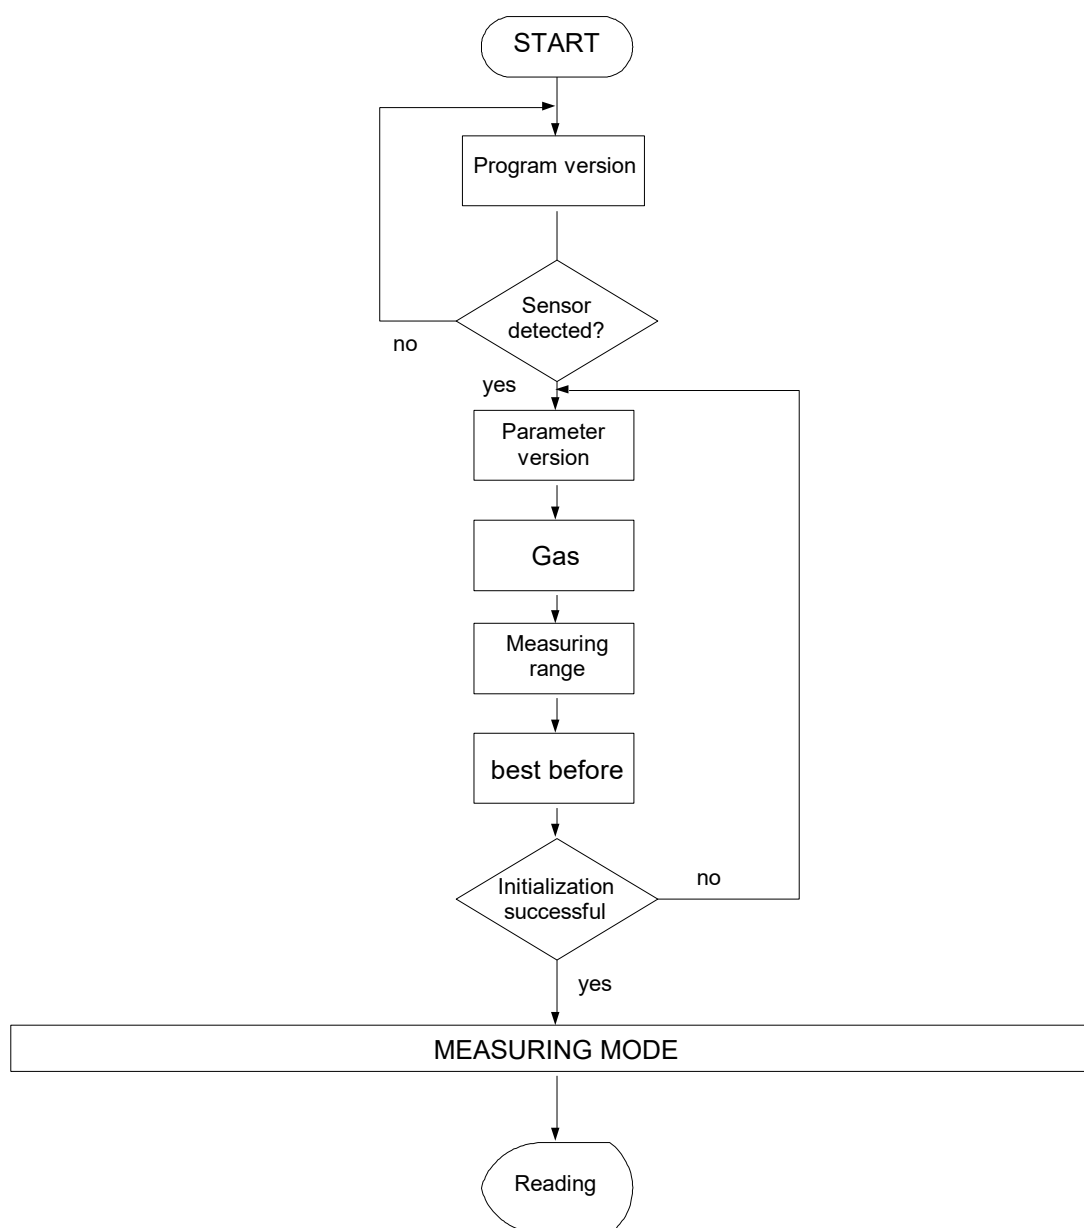 START
Program version
Sensor
detected?
no
yes
Parameter
version
Gas
Measuring
range
best before
Initialization
successful
no
yes
MEASURING MODE
Reading